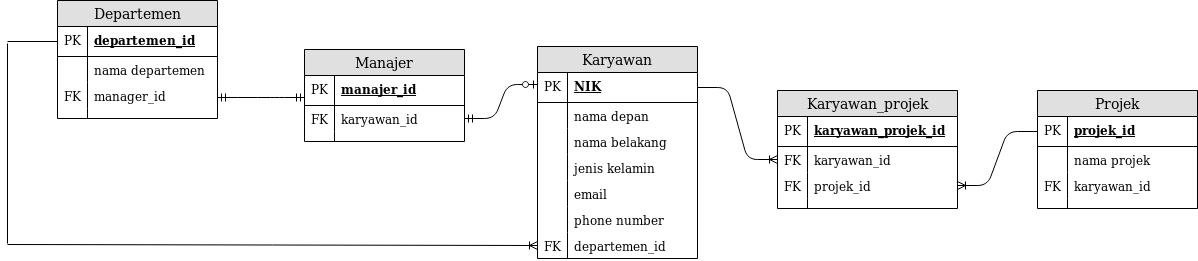 Departemen
PK departemen_id
nama departemen
FK manager_id
Manajer
PK manajer_id
FK karyawan_id
Karyawan
PK NIK
nama depan
nama belakang
jenis kelamin
email
phone number
FK departemen_id
Karyawan_projek
PK karyawan_projek_id
FK karyawan_id
FK projek_id
Projek
PK projek_id
nama projek
FK karyawan_id